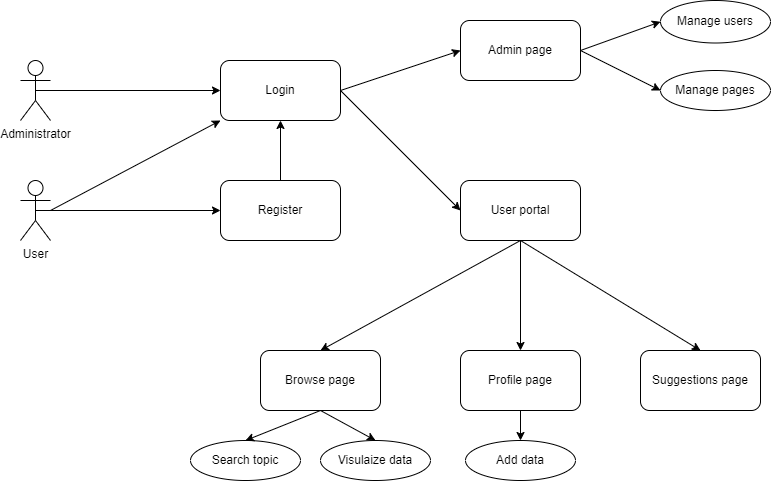 Manage users
Admin page
Login
Manage pages
Administrator
Register
User portal
User
Browse page
Profile page
Suggestions page
Search topic
Visulaize data
Add data